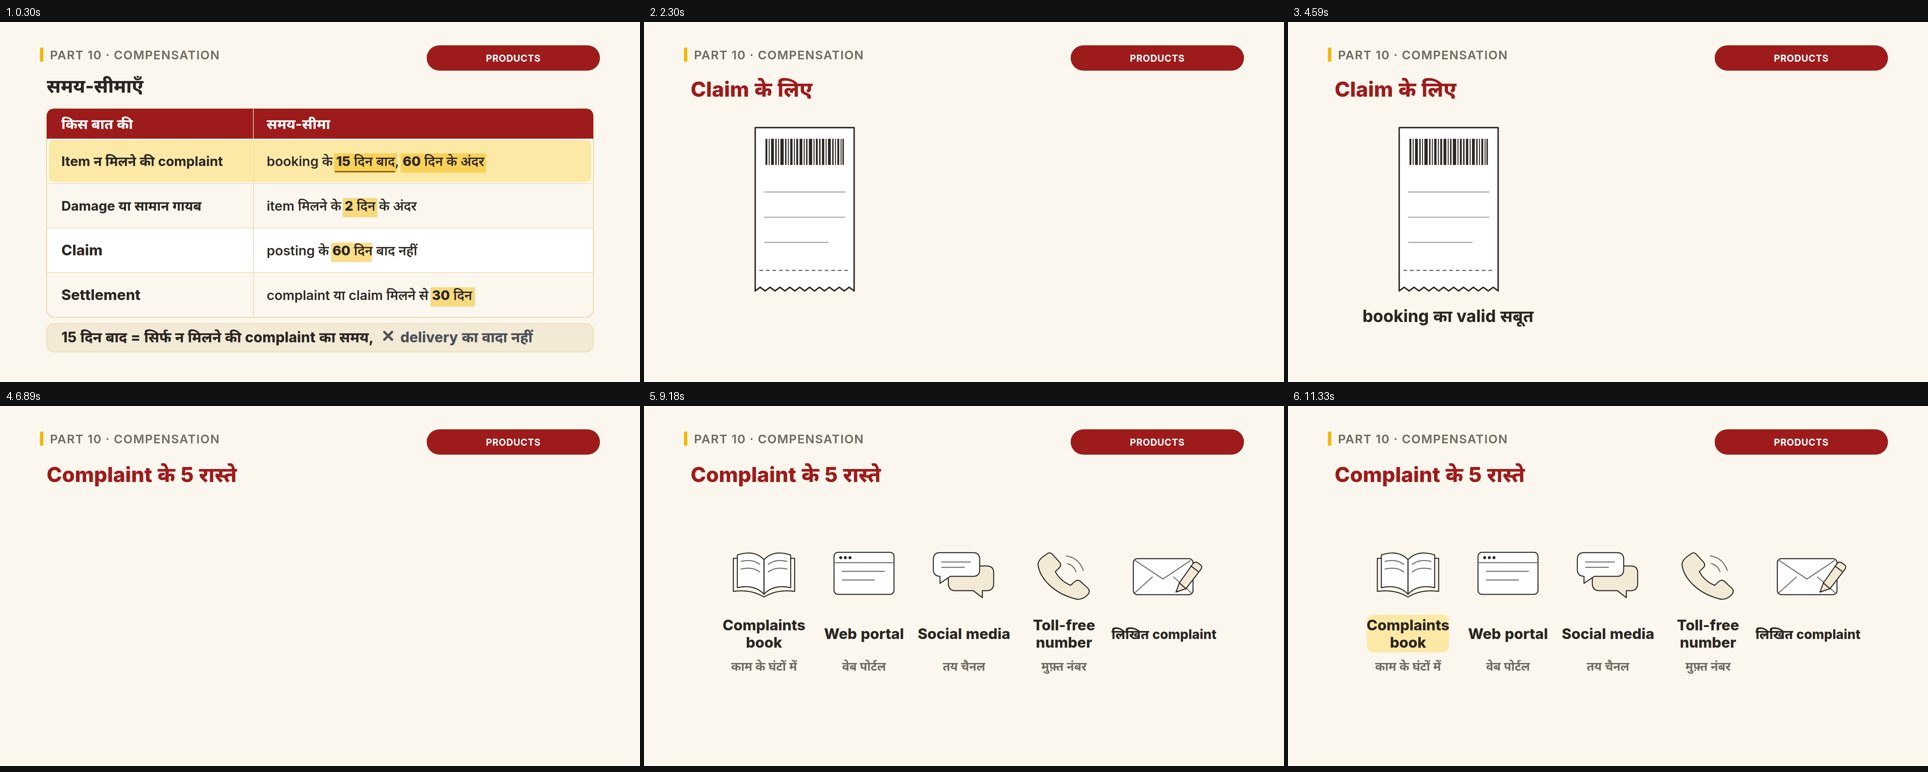 1. 0.30s
PART 10 · COMPENSATION
PRODUCTS
समय-सीमाएँ
किस बात की
समय-सीमा
Item न मिलने की complaint
booking के 15 दिन बाद, 60 दिन के अंदर
Damage या सामान गायब
item मिलने के 2 दिन के अंदर
Claim
posting के 60 दिन बाद नहीं
Settlement
complaint या claim मिलने से 30 दिन
15 दिन बाद = सिर्फ न मिलने की complaint का समय, ✕ delivery का वादा नहीं
2. 2.30s
PART 10 · COMPENSATION
PRODUCTS
Claim के लिए
3. 4.59s
PART 10 · COMPENSATION
PRODUCTS
Claim के लिए
booking का valid सबूत
4. 6.89s
PART 10 · COMPENSATION
PRODUCTS
Complaint के 5 रास्ते
5. 9.18s
PART 10 · COMPENSATION
PRODUCTS
Complaint के 5 रास्ते
Complaints
book
काम के घंटों में
Web portal
वेब पोर्टल
Social media
तय चैनल
Toll-free
number
मुफ़्त नंबर
लिखित complaint
6. 11.33s
PART 10 · COMPENSATION
PRODUCTS
Complaint के 5 रास्ते
Complaints
book
काम के घंटों में
Web portal
वेब पोर्टल
Social media
तय चैनल
Toll-free
number
मुफ़्त नंबर
लिखित complaint